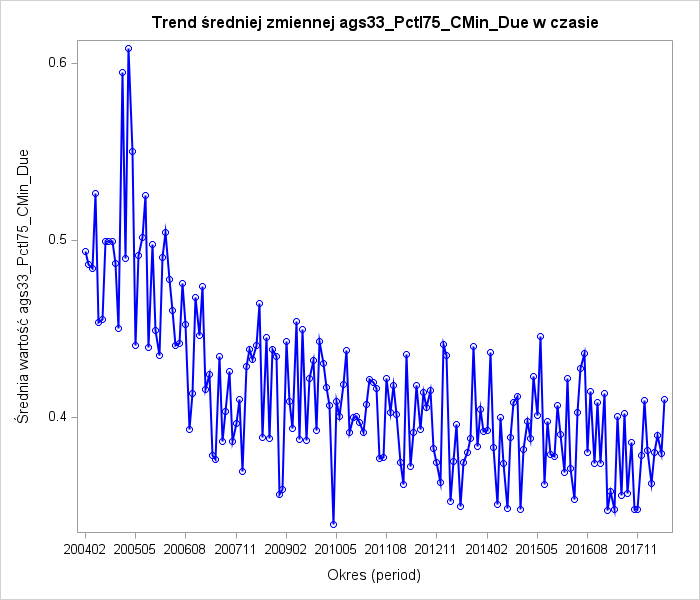 Trend średniej zmiennej ags33_Pctl75_CMin_Due w czasie
Średnia wartość ags33_Pctl75_CMin_Due
0.6
0.5
0.4
200402 200505 200608 200711 200902 201005 201108 201211 201402 201505 201608 201711
Okres (period)